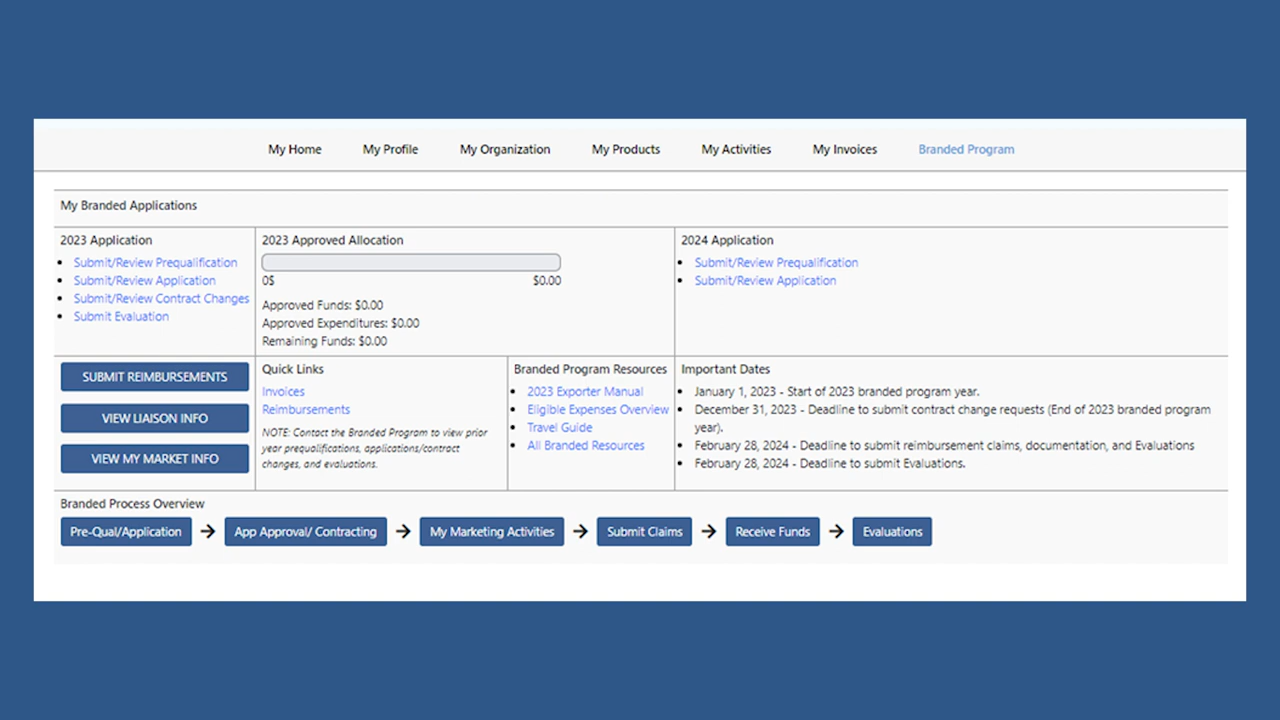 My Home My Profile My Organization My Products My Activities My Invoices Branded Program
My Branded Applications
2023 Application
Submit/Review Prequalification
Submit/Review Application
Submit/Review Contract Changes
Submit Evaluation
2023 Approved Allocation
0$ $0.00
Approved Funds: $0.00
Approved Expenditures: $0.00
Remaining Funds: $0.00
2024 Application
Submit/Review Prequalification
Submit/Review Application
SUBMIT REIMBURSEMENTS
VIEW LIAISON INFO
VIEW MY MARKET INFO
Quick Links
Invoices
Reimbursements
NOTE: Contact the Branded Program to view prior
year prequalifications, applications/contract
changes, and evaluations.
Branded Program Resources
2023 Exporter Manual
Eligible Expenses Overview
Travel Guide
All Branded Resources
Important Dates
January 1, 2023 - Start of 2023 branded program year.
December 31, 2023 - Deadline to submit contract change requests (End of 2023 branded program
year).
February 28, 2024 - Deadline to submit reimbursement claims, documentation, and Evaluations
February 28, 2024 - Deadline to submit Evaluations.
Branded Process Overview
Pre-Qual/Application → App Approval/ Contracting → My Marketing Activities → Submit Claims → Receive Funds → Evaluations